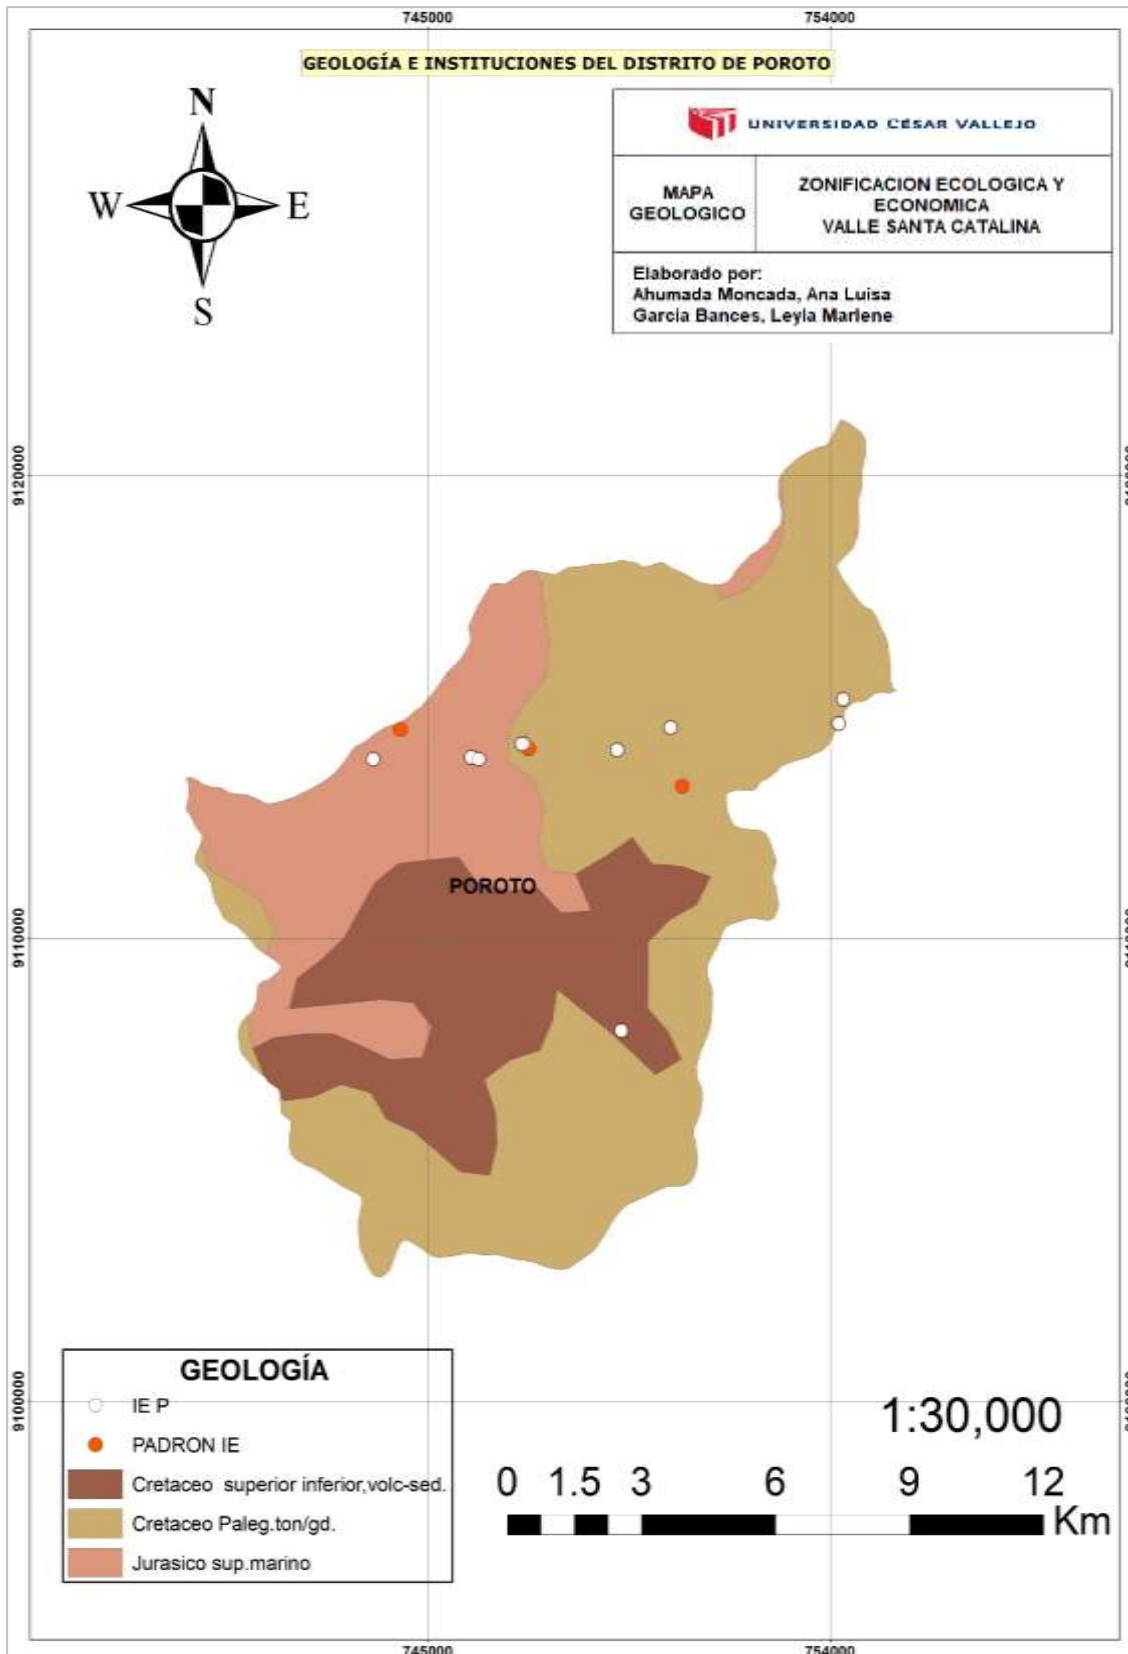 745000
754000
GEOLOGÍA E INSTITUCIONES DEL DISTRITO DE POROTO
N
W
E
S
UNIVERSIDAD CÉSAR VALLEJO
MAPA
GEOLOGICO
ZONIFICACION ECOLOGICA Y
ECONOMICA
VALLE SANTA CATALINA
Elaborado por:
Ahumada Moncada, Ana Luisa
Garcia Bances, Leyla Marlene
9120000
POROTO
9110000
GEOLOGÍA
IE P
PADRON IE
Cretaceo superior inferior,volc-sed.
Cretaceo Paleg.ton/gd.
Jurasico sup.marino
9100000
1:30,000
0 1.5 3 6 9 12
Km
745000
754000